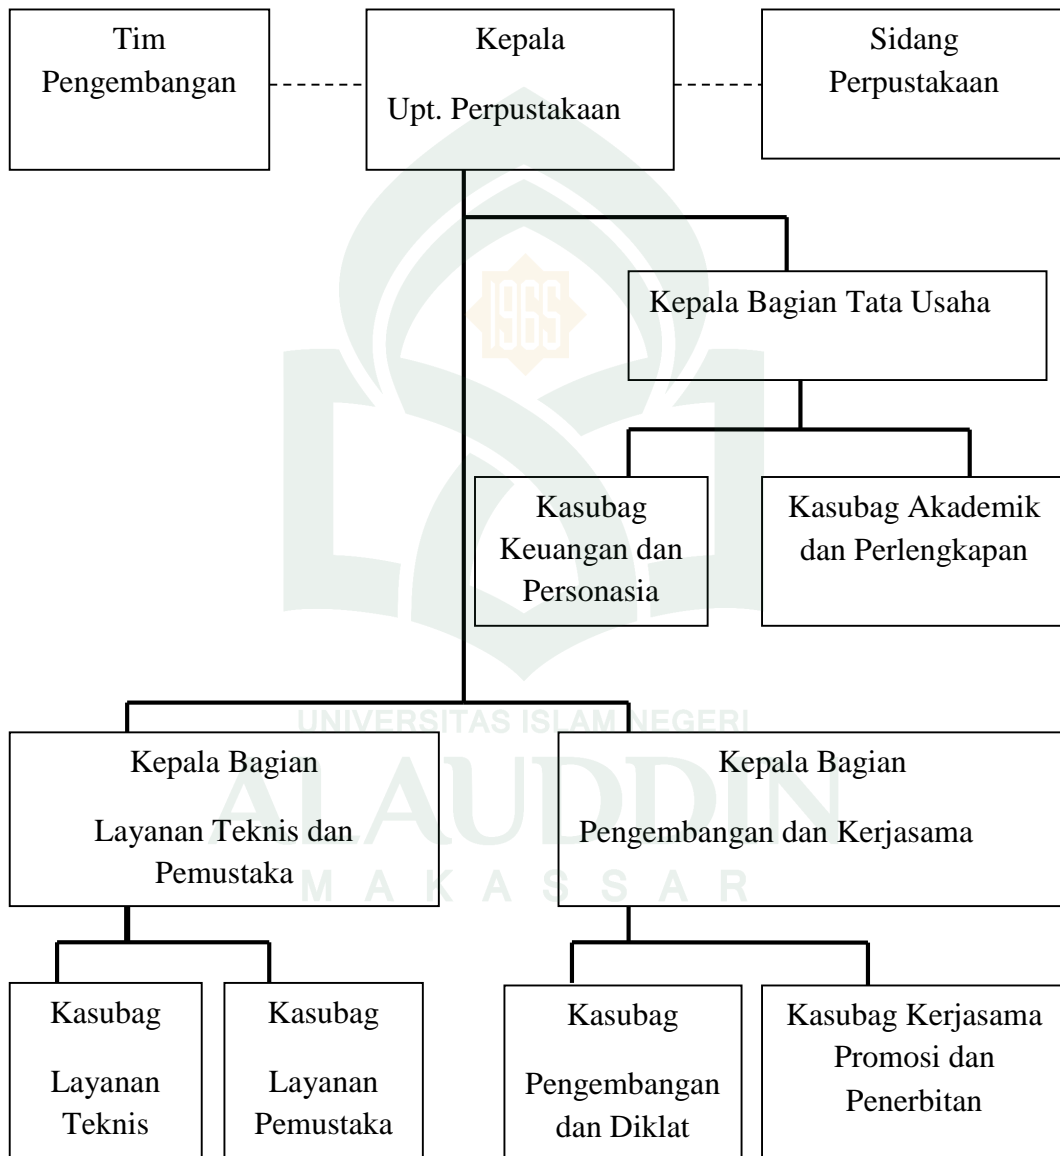 Tim
Pengembangan
Kepala
Upt. Perpustakaan
Sidang
Perpustakaan
1965
Kepala Bagian Tata Usaha
Kasubag
Keuangan dan
Personasia
Kasubag Akademik
dan Perlengkapan
UNIVERSITAS ISLAM NEGERI
ALAUDDIN
MAKASSAR
Kepala Bagian
Layanan Teknis dan
Pemustaka
Kepala Bagian
Pengembangan dan Kerjasama
Kasubag
Layanan
Teknis
Kasubag
Layanan
Pemustaka
Kasubag
Pengembangan
dan Diklat
Kasubag Kerjasama
Promosi dan
Penerbitan